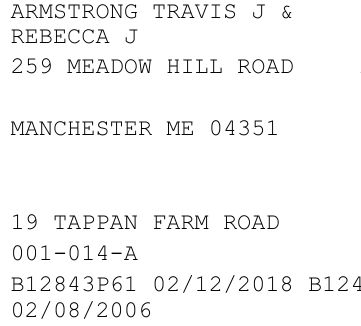 ARMSTRONG TRAVIS J &
REBECCA J
259 MEADOW HILL ROAD
MANCHESTER ME 04351
19 TAPPAN FARM ROAD
001-014-A
B12843P61 02/12/2018 B124
02/08/2006